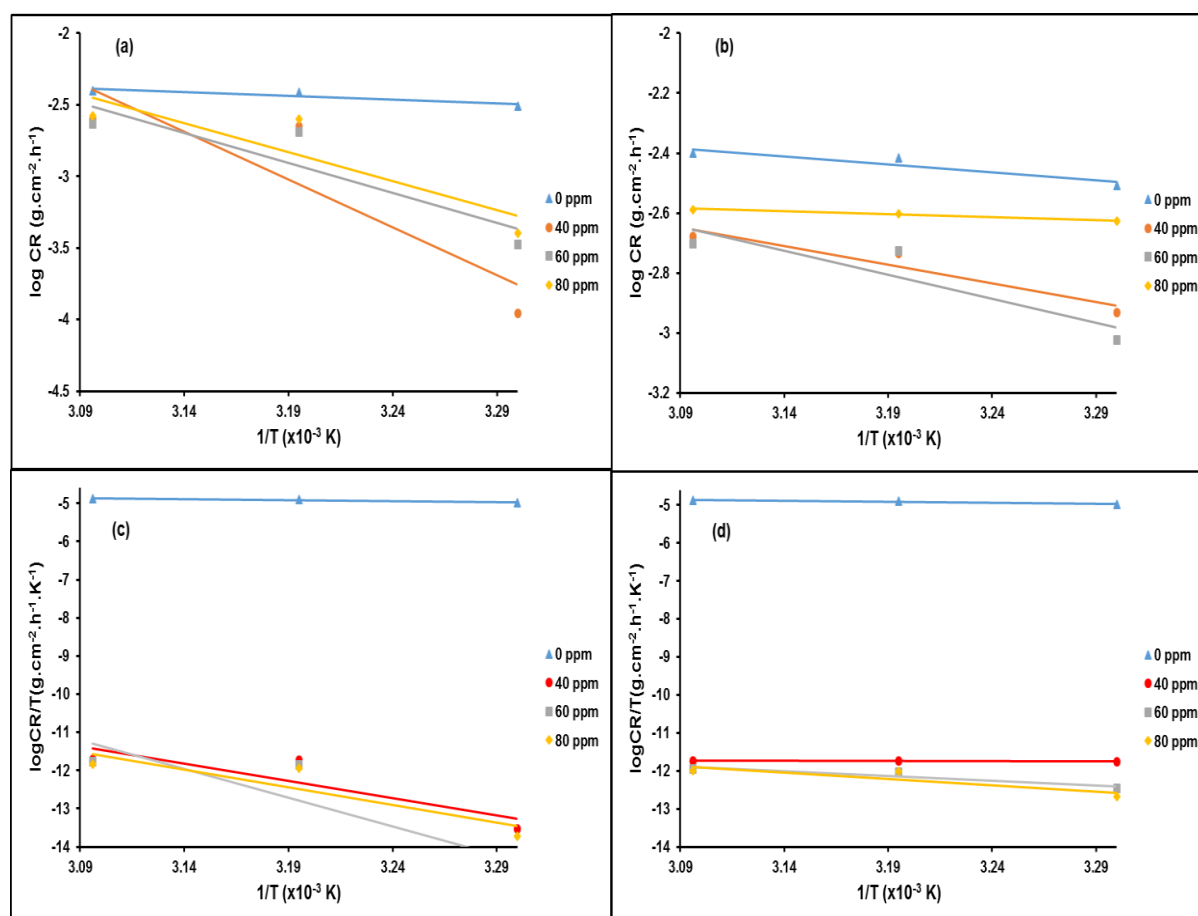 (a)
log CR (g.cm⁻².h⁻¹)
-2
-2.5
-3
-3.5
-4
-4.5
3.09
3.14
3.19
3.24
3.29
1/T (x10⁻³ K)
0 ppm
40 ppm
60 ppm
80 ppm
(b)
log CR (g.cm⁻².h⁻¹)
-2
-2.2
-2.4
-2.6
-2.8
-3
-3.2
3.09
3.14
3.19
3.24
3.29
1/T (x10⁻³ K)
0 ppm
40 ppm
60 ppm
80 ppm
(c)
logCR/T(g.cm⁻².h⁻¹.K⁻¹)
-5
-6
-7
-8
-9
-10
-11
-12
-13
-14
3.09
3.14
3.19
3.24
3.29
1/T (x10⁻³ K)
0 ppm
40 ppm
60 ppm
80 ppm
(d)
logCR/T(g.cm⁻².h⁻¹.K⁻¹)
-5
-6
-7
-8
-9
-10
-11
-12
-13
-14
3.09
3.14
3.19
3.24
3.29
1/T (x10⁻³ K)
0 ppm
40 ppm
60 ppm
80 ppm